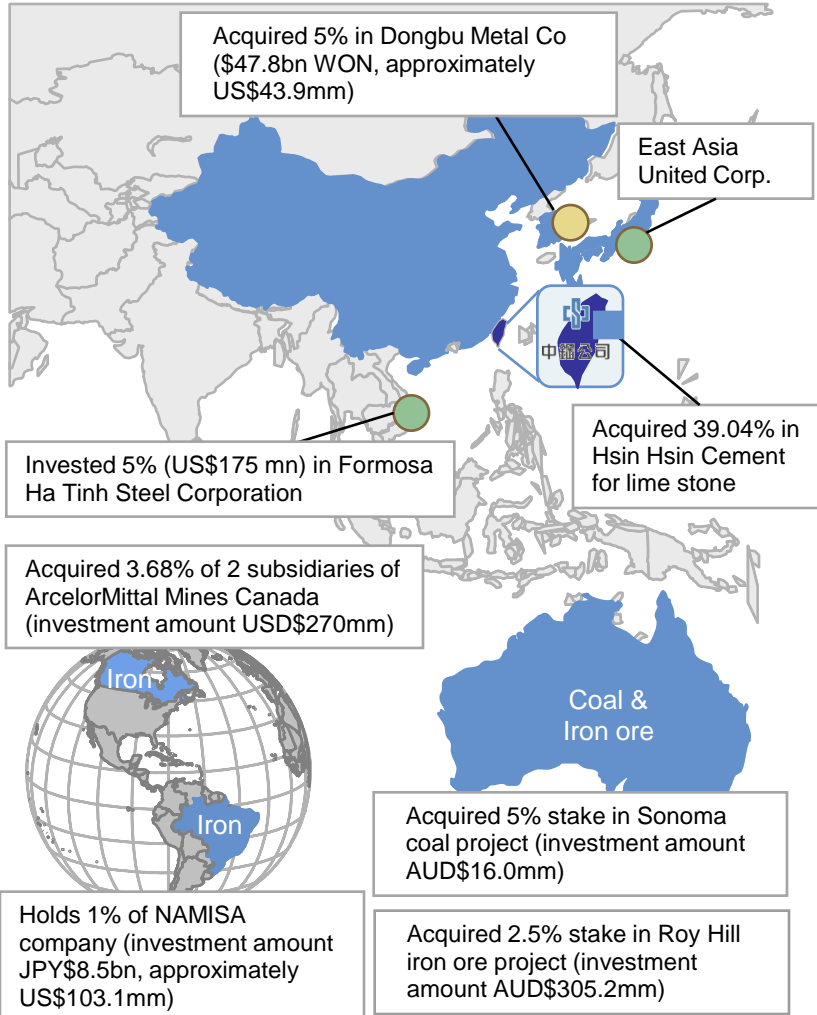 Acquired 5% in Dongbu Metal Co
($47.8bn WON, approximately
US$43.9mm)
East Asia
United Corp.
中鋼公司
Acquired 39.04% in
Hsin Hsin Cement
for lime stone
Invested 5% (US$175 mn) in Formosa
Ha Tinh Steel Corporation
Acquired 3.68% of 2 subsidiaries of
ArcelorMittal Mines Canada
(investment amount USD$270mm)
Iron
Iron
Coal &
Iron ore
Acquired 5% stake in Sonoma
coal project (investment amount
AUD$16.0mm)
Holds 1% of NAMISA
company (investment amount
JPY$8.5bn, approximately
US$103.1mm)
Acquired 2.5% stake in Roy Hill
iron ore project (investment
amount AUD$305.2mm)